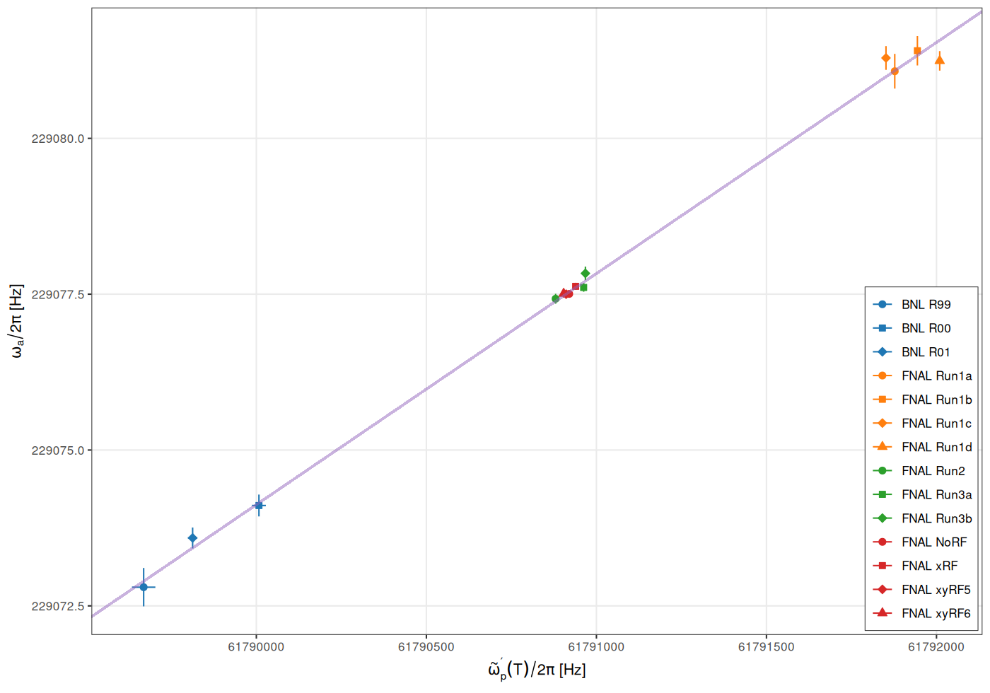 229080.0
229077.5
229075.0
229072.5
ωₐ/2π [Hz]
61790000
61790500
61791000
61791500
61792000
ω̃′ₚ(T)/2π [Hz]
BNL R99
BNL R00
BNL R01
FNAL Run1a
FNAL Run1b
FNAL Run1c
FNAL Run1d
FNAL Run2
FNAL Run3a
FNAL Run3b
FNAL NoRF
FNAL xRF
FNAL xyRF5
FNAL xyRF6